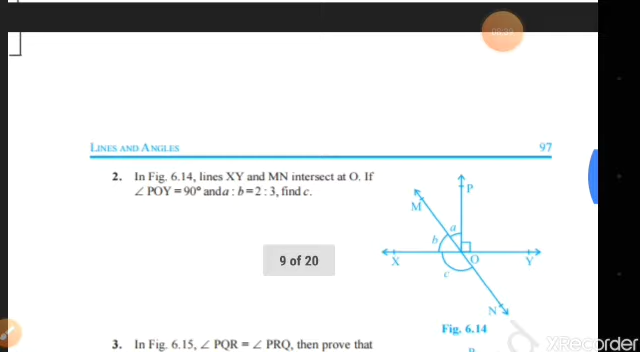 LINES AND ANGLES
97
2. In Fig. 6.14, lines XY and MN intersect at O. If
∠ POY = 90° and a : b = 2 : 3, find c.
P
M
a
b
X
O
Y
c
N
Fig. 6.14
9 of 20
3. In Fig. 6.15, ∠ PQR = ∠ PRQ, then prove that
XRecorder